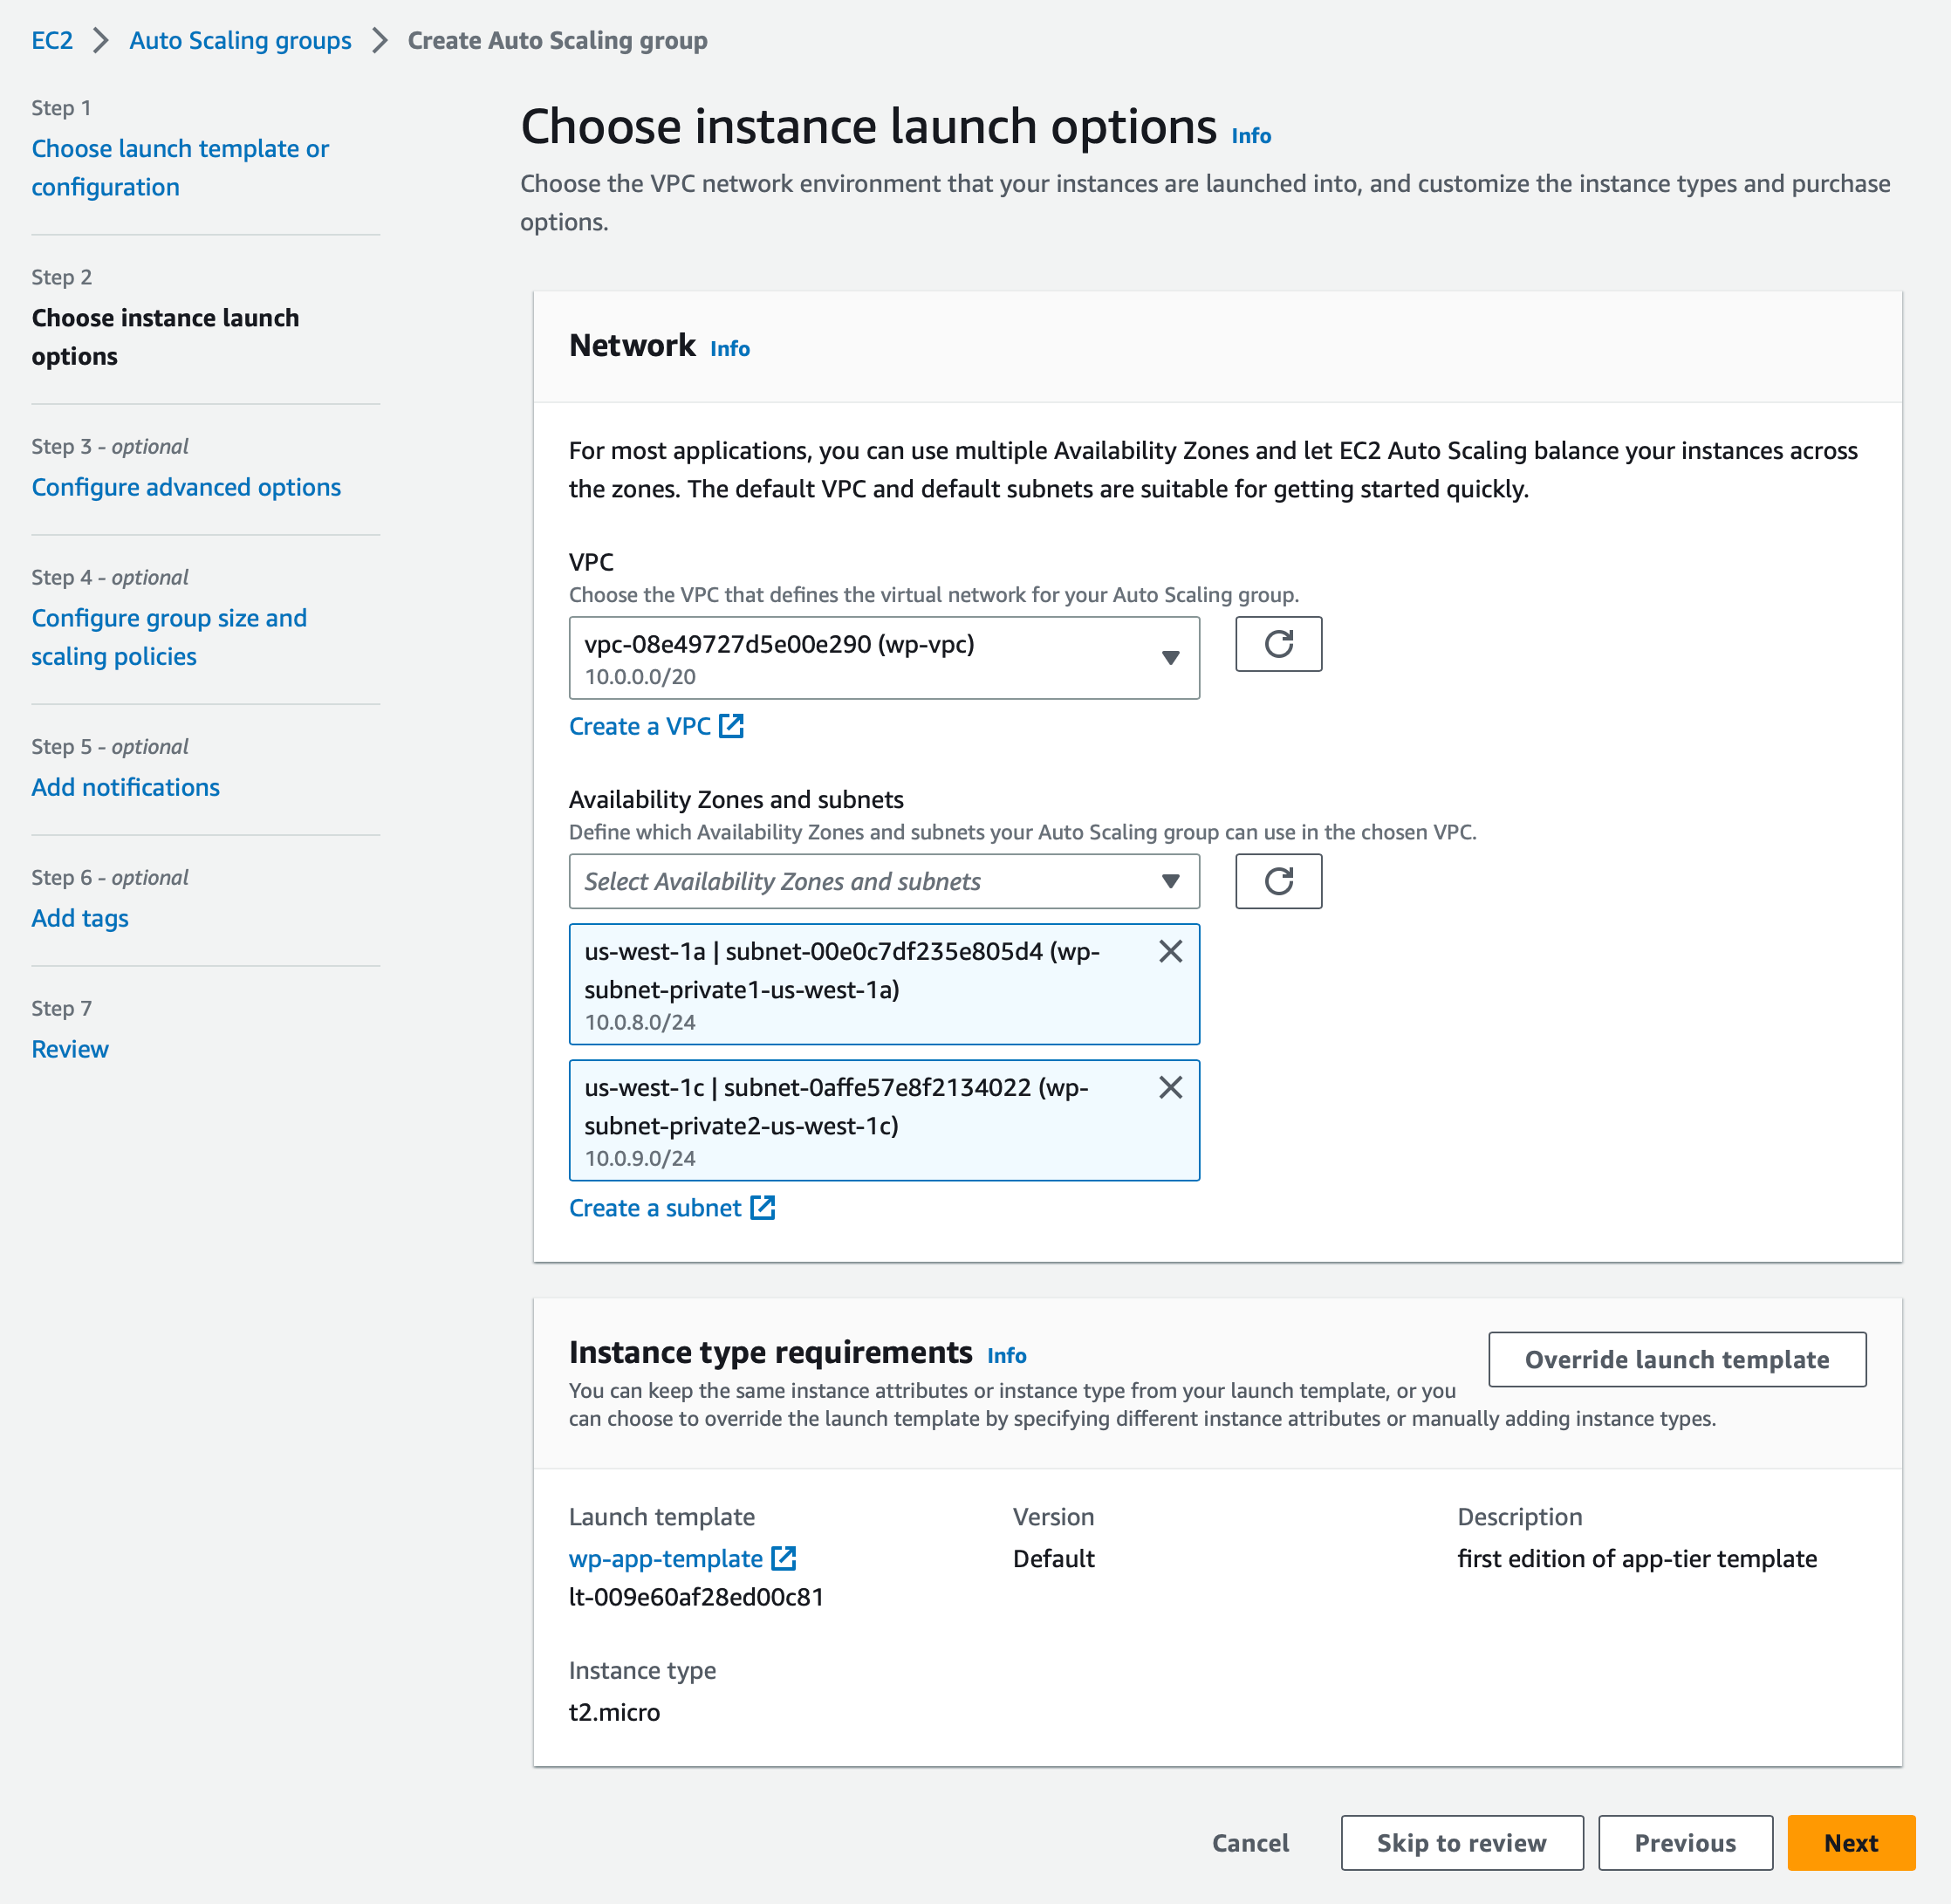 EC2 > Auto Scaling groups > Create Auto Scaling group
Step 1
Choose launch template or
configuration
Step 2
Choose instance launch
options
Step 3 - optional
Configure advanced options
Step 4 - optional
Configure group size and
scaling policies
Step 5 - optional
Add notifications
Step 6 - optional
Add tags
Step 7
Review
Choose instance launch options Info
Choose the VPC network environment that your instances are launched into, and customize the instance types and purchase
options.
Network Info
For most applications, you can use multiple Availability Zones and let EC2 Auto Scaling balance your instances across
the zones. The default VPC and default subnets are suitable for getting started quickly.
VPC
Choose the VPC that defines the virtual network for your Auto Scaling group.
vpc-08e49727d5e00e290 (wp-vpc)
10.0.0.0/20
Create a VPC
Availability Zones and subnets
Define which Availability Zones and subnets your Auto Scaling group can use in the chosen VPC.
Select Availability Zones and subnets
us-west-1a | subnet-00e0c7df235e805d4 (wp-
subnet-private1-us-west-1a)
10.0.8.0/24
us-west-1c | subnet-0affe57e8f2134022 (wp-
subnet-private2-us-west-1c)
10.0.9.0/24
Create a subnet
Instance type requirements Info
Override launch template
You can keep the same instance attributes or instance type from your launch template, or you
can choose to override the launch template by specifying different instance attributes or manually adding instance types.
Launch template
wp-app-template
lt-009e60af28ed00c81
Version
Default
Description
first edition of app-tier template
Instance type
t2.micro
Cancel
Skip to review
Previous
Next